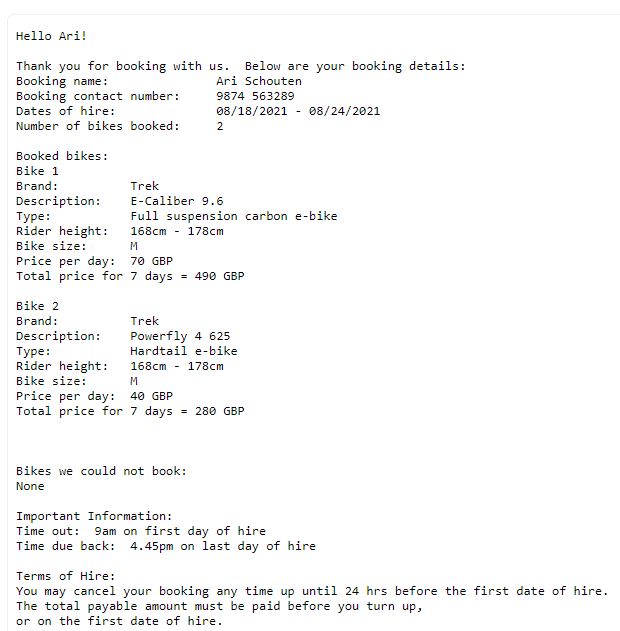 Hello Ari!
Thank you for booking with us.  Below are your booking details:
Booking name:               Ari Schouten
Booking contact number:     9874 563289
Dates of hire:              08/18/2021 - 08/24/2021
Number of bikes booked:     2
Booked bikes:
Bike 1
Brand:          Trek
Description:    E-Caliber 9.6
Type:           Full suspension carbon e-bike
Rider height:   168cm - 178cm
Bike size:      M
Price per day:  70 GBP
Total price for 7 days = 490 GBP
Bike 2
Brand:          Trek
Description:    Powerfly 4 625
Type:           Hardtail e-bike
Rider height:   168cm - 178cm
Bike size:      M
Price per day:  40 GBP
Total price for 7 days = 280 GBP
Bikes we could not book:
None
Important Information:
Time out:  9am on first day of hire
Time due back:  4.45pm on last day of hire
Terms of Hire:
You may cancel your booking any time up until 24 hrs before the first date of hire.
The total payable amount must be paid before you turn up,
or on the first date of hire.